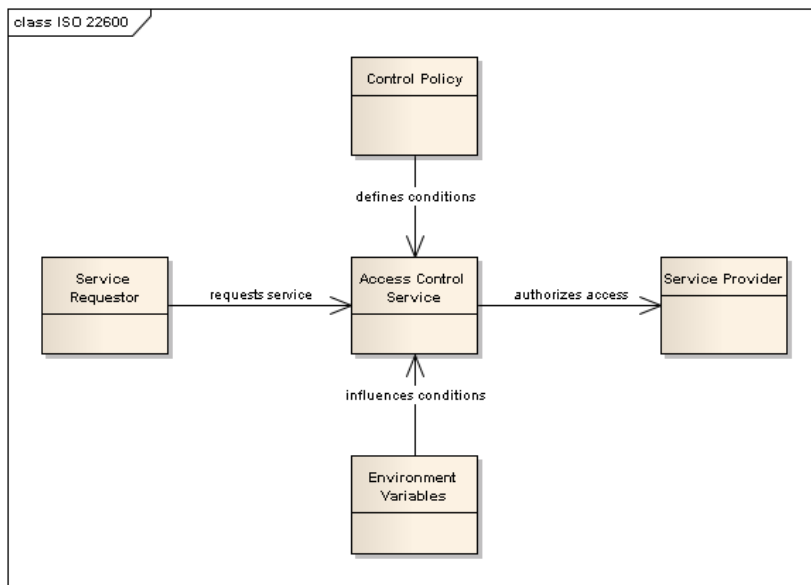 class ISO 22600
Control Policy
defines conditions
Service
Requestor
requests service
Access Control
Service
authorizes access
Service Provider
influences conditions
Environment
Variables